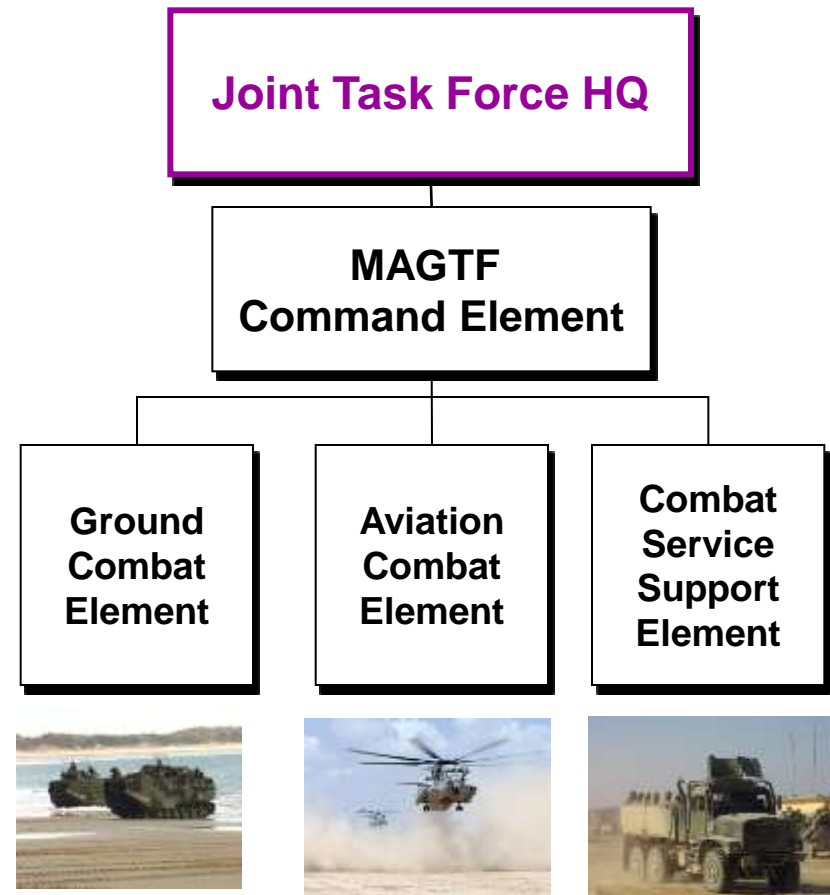 Joint Task Force HQ
MAGTF
Command Element
Ground
Combat
Element
Aviation
Combat
Element
Combat
Service
Support
Element